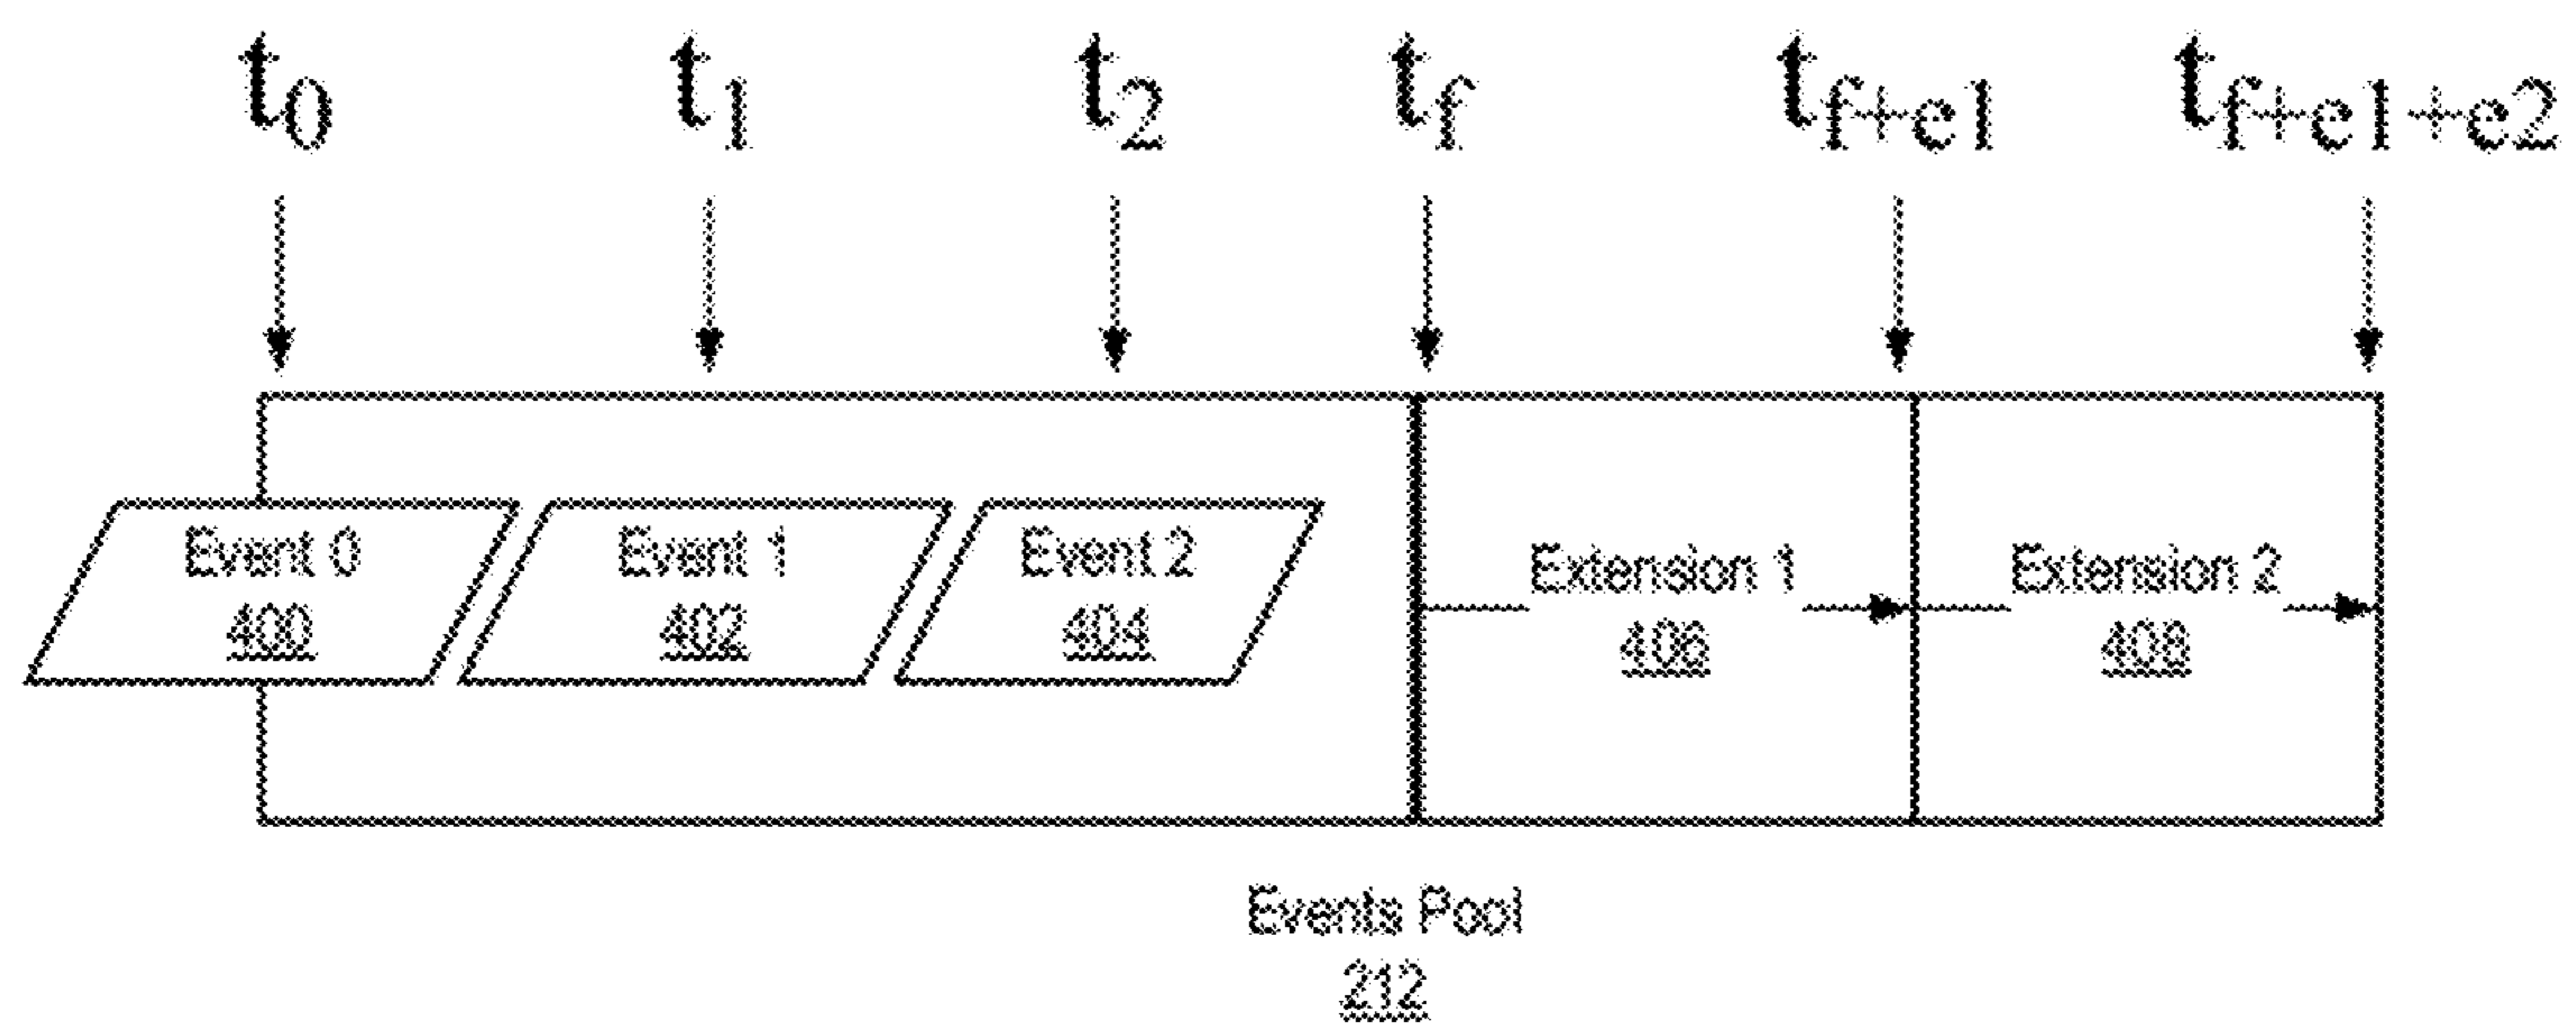 t0 t1 t2 tf tf+e1 tf+e1+e2
Event 0 Event 1 Event 2 Extension 1 Extension 2
400 402 404 406 408
Events Pool
212